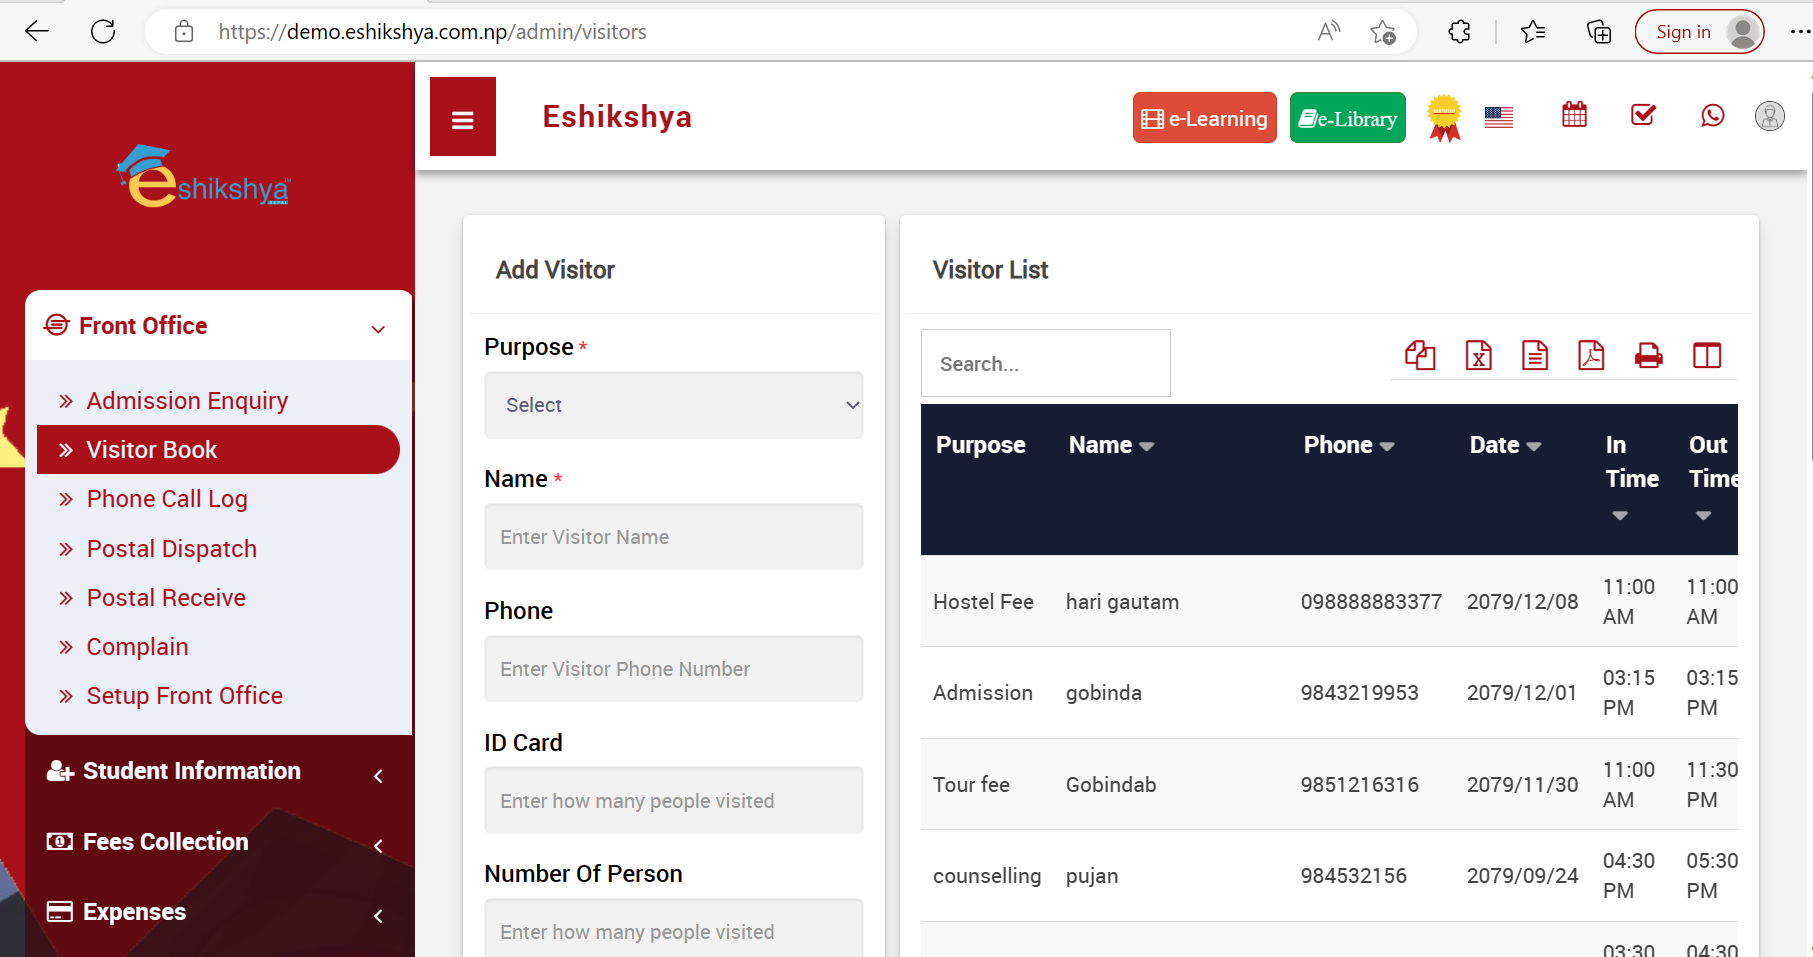 https://demo.eshikshya.com.np/admin/visitors
Sign in
eshikshya™
Eshikshya
e-Learning
e-Library
Front Office
Admission Enquiry
Visitor Book
Phone Call Log
Postal Dispatch
Postal Receive
Complain
Setup Front Office
Student Information
Fees Collection
Expenses
Add Visitor
Purpose *
Select
Name *
Enter Visitor Name
Phone
Enter Visitor Phone Number
ID Card
Enter how many people visited
Number Of Person
Enter how many people visited
Visitor List
Search...
Purpose Name Phone Date In Time Out Time
Hostel Fee hari gautam 098888883377 2079/12/08 11:00 AM 11:00 AM
Admission gobinda 9843219953 2079/12/01 03:15 PM 03:15 PM
Tour fee Gobindab 9851216316 2079/11/30 11:00 AM 11:30 PM
counselling pujan 984532156 2079/09/24 04:30 PM 05:30 PM
03:30 04:30